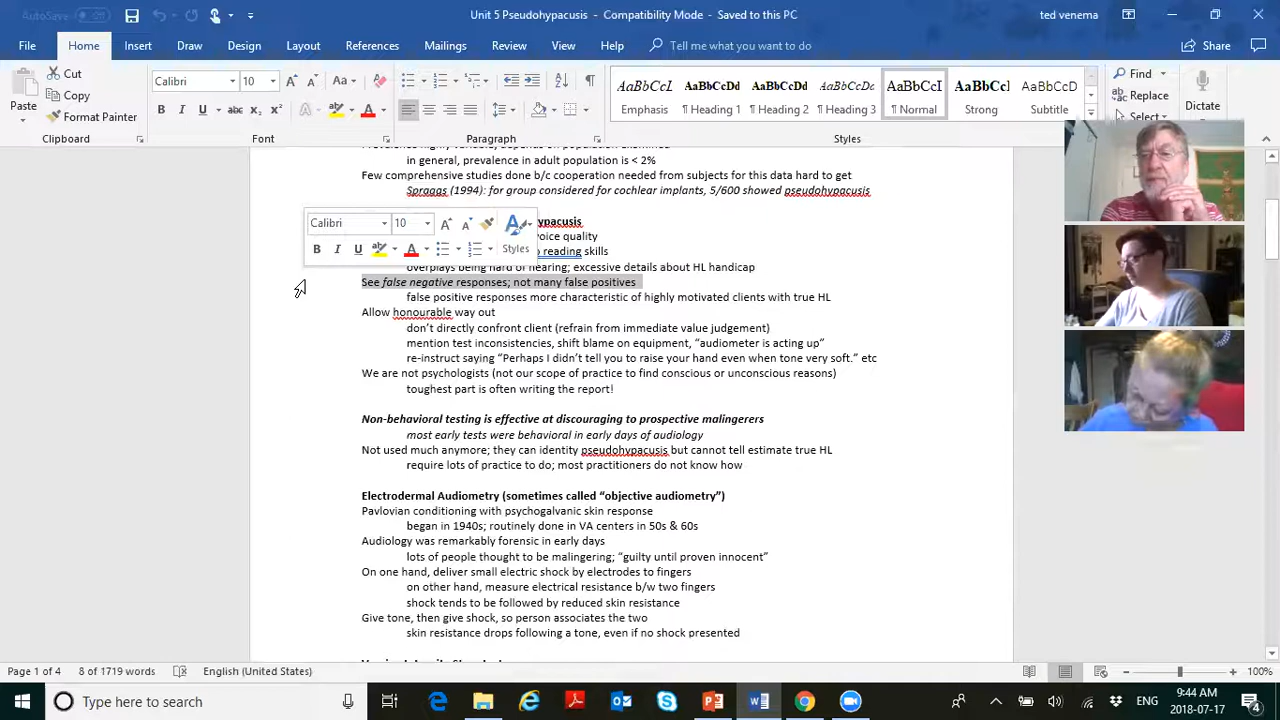 AutoSave Off
Unit 5 Pseudohypacusis - Compatibility Mode - Saved to this PC
ted venema
File Home Insert Draw Design Layout References Mailings Review View Help Tell me what you want to do Share
Paste
Cut
Copy
Format Painter
Calibri 10
AaBbCcL AaBbCcDd AaBbCcDd AaBbCcDc AaBbCcI AaBbCc AaBbCcD
Emphasis ¶ Heading 1 ¶ Heading 2 ¶ Heading 3 ¶ Normal Strong Subtitle
Find
Replace
Select
Dictate
Clipboard Font Paragraph Styles
in general, prevalence in adult population is < 2%
Few comprehensive studies done b/c cooperation needed from subjects for this data hard to get
Spraggs (1994): for group considered for cochlear implants, 5/600 showed pseudohypacusis
Calibri 10
Styles
ypacusis
voice quality
reading skills
overplays being hard of hearing; excessive details about HL handicap
See false negative responses; not many false positives
false positive responses more characteristic of highly motivated clients with true HL
Allow honourable way out
don't directly confront client (refrain from immediate value judgement)
mention test inconsistencies, shift blame on equipment, "audiometer is acting up"
re-instruct saying "Perhaps I didn't tell you to raise your hand even when tone very soft." etc
We are not psychologists (not our scope of practice to find conscious or unconscious reasons)
toughest part is often writing the report!
Non-behavioral testing is effective at discouraging to prospective malingerers
most early tests were behavioral in early days of audiology
Not used much anymore; they can identity pseudohypacusis but cannot tell estimate true HL
require lots of practice to do; most practitioners do not know how
Electrodermal Audiometry (sometimes called "objective audiometry")
Pavlovian conditioning with psychogalvanic skin response
began in 1940s; routinely done in VA centers in 50s & 60s
Audiology was remarkably forensic in early days
lots of people thought to be malingering; "guilty until proven innocent"
On one hand, deliver small electric shock by electrodes to fingers
on other hand, measure electrical resistance b/w two fingers
shock tends to be followed by reduced skin resistance
Give tone, then give shock, so person associates the two
skin resistance drops following a tone, even if no shock presented
Page 1 of 4 8 of 1719 words English (United States) 100%
Type here to search
ENG
9:44 AM
2018-07-17
4